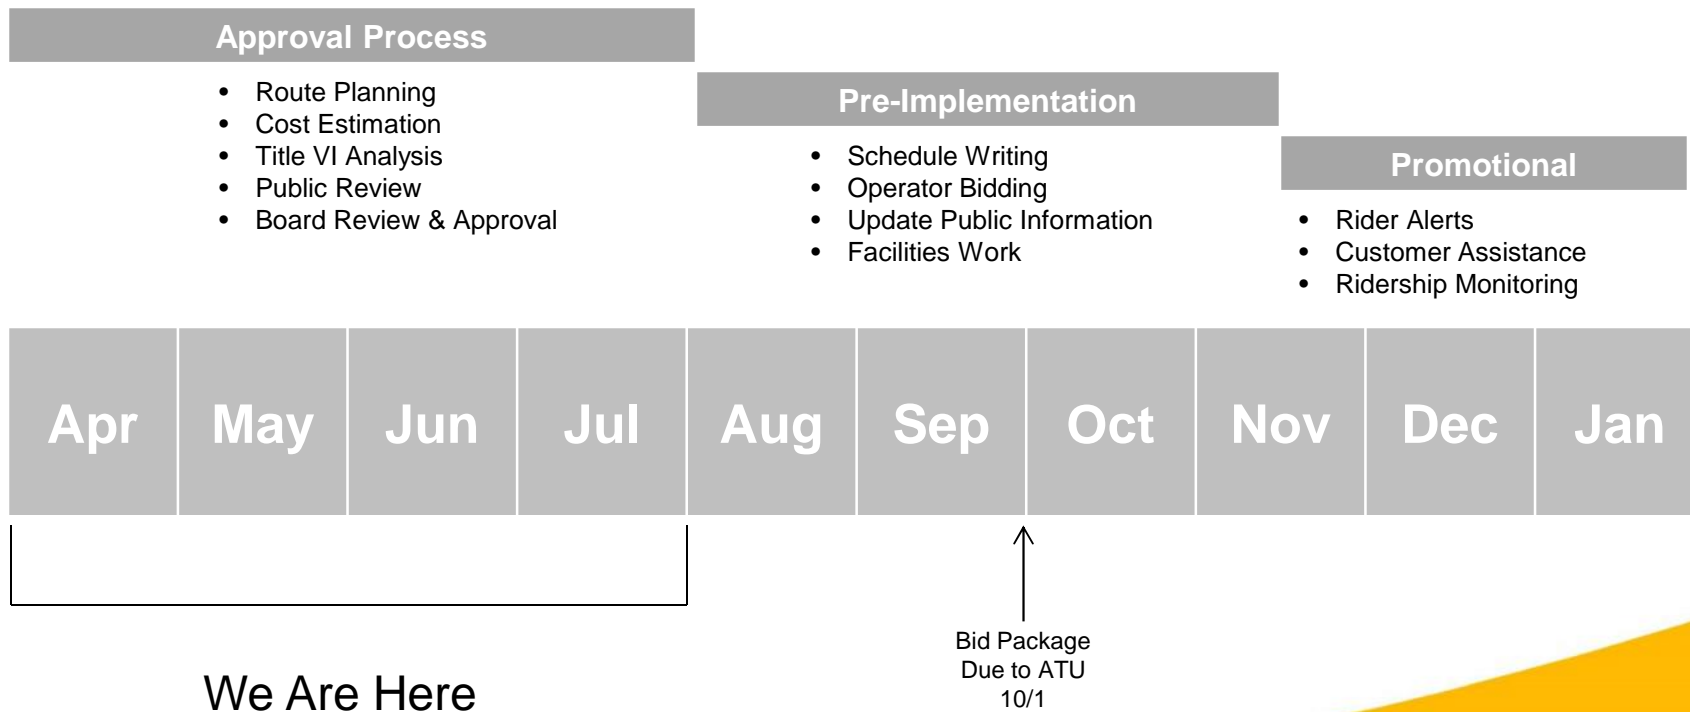 Approval Process
• Route Planning
• Cost Estimation
• Title VI Analysis
• Public Review
• Board Review & Approval
Pre-Implementation
• Schedule Writing
• Operator Bidding
• Update Public Information
• Facilities Work
Promotional
• Rider Alerts
• Customer Assistance
• Ridership Monitoring
Apr May Jun Jul Aug Sep Oct Nov Dec Jan
We Are Here
Bid Package
Due to ATU
10/1